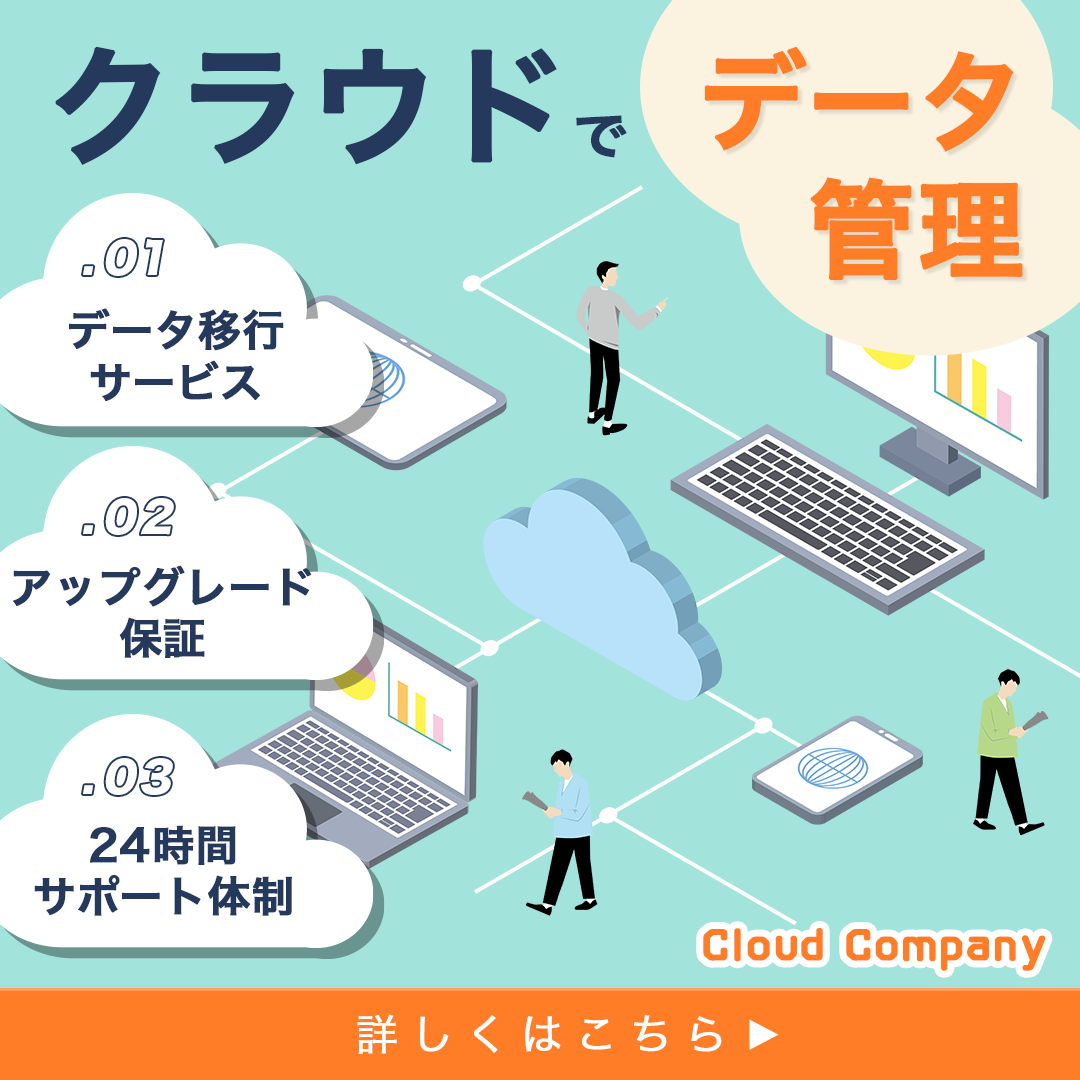 クラウドで
データ
管理
.01
データ移行
サービス
.02
アップグレード
保証
.03
24時間
サポート体制
Cloud Company
詳しくはこちら▶